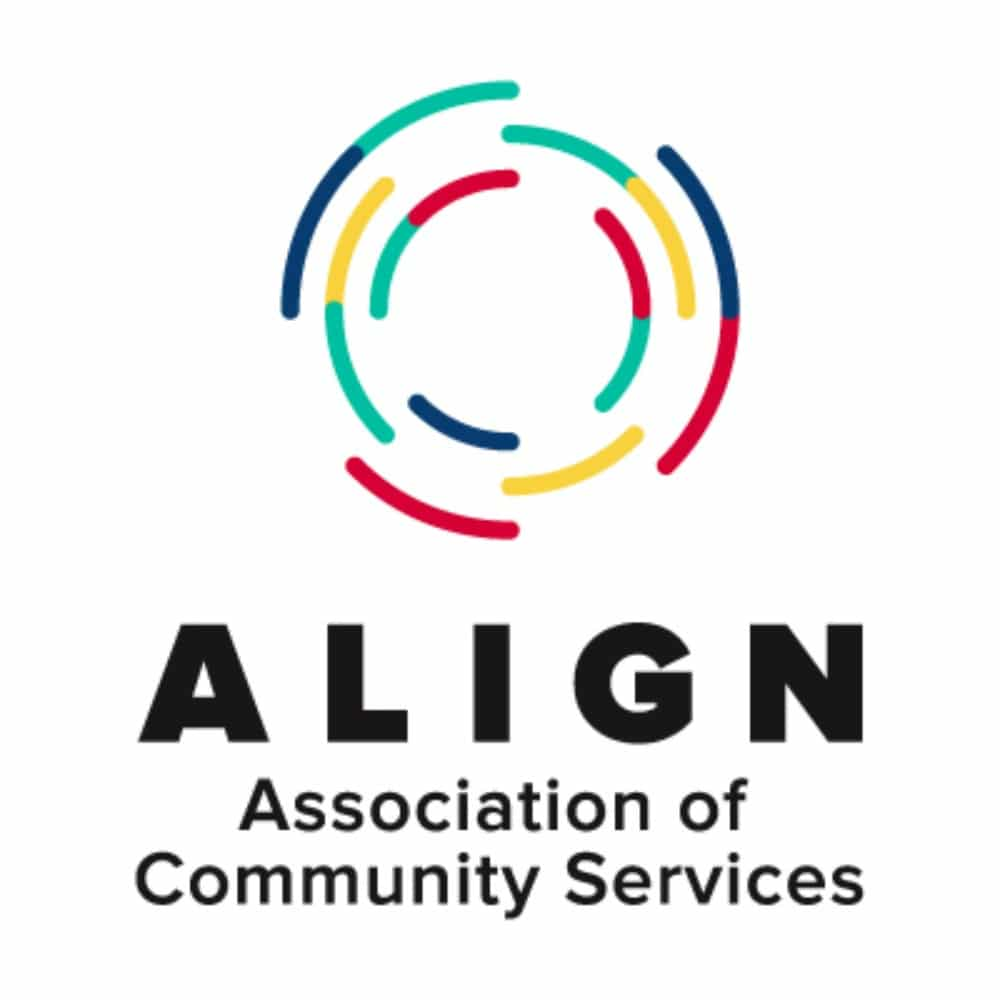 ALIGN
Association of
Community Services